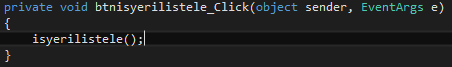 private void btnisyerilistele_Click(object sender, EventArgs e)
{
isyerilistele();
}